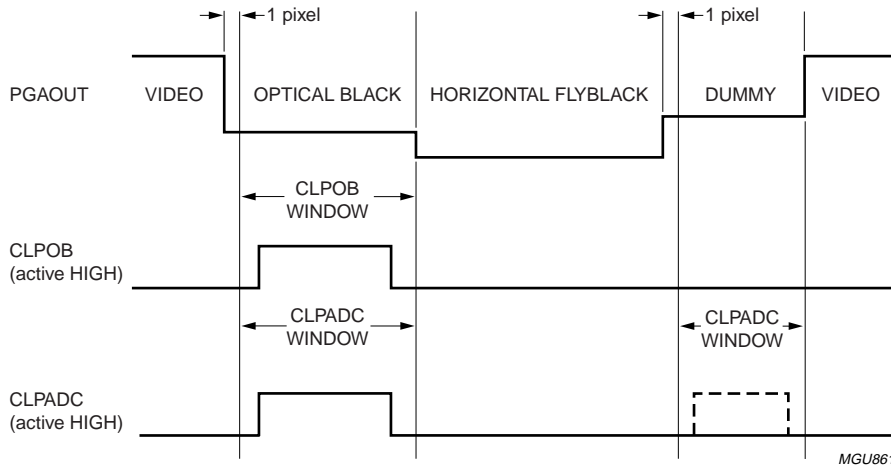 1 pixel 1 pixel
PGAOUT VIDEO OPTICAL BLACK HORIZONTAL FLYBLACK DUMMY VIDEO
CLPOB
WINDOW
CLPOB
(active HIGH)
CLPADC
WINDOW
CLPADC
WINDOW
CLPADC
(active HIGH)